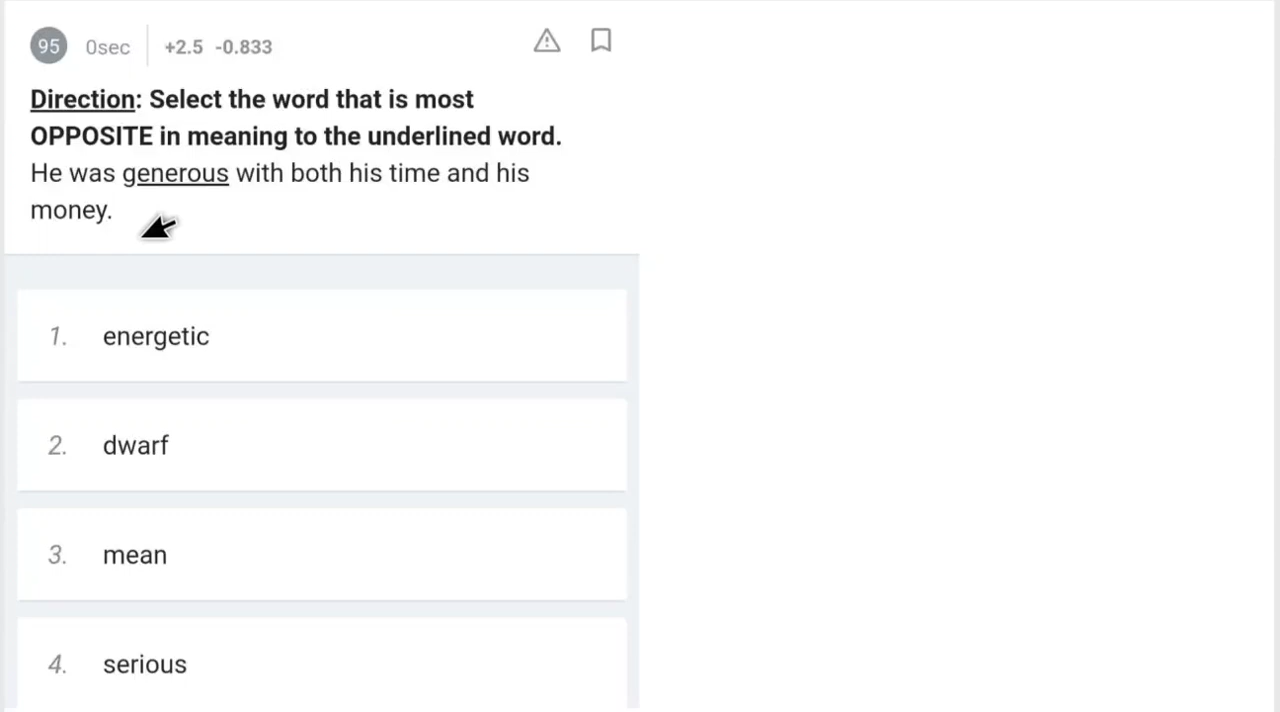 95 0sec +2.5 -0.833
Direction: Select the word that is most
OPPOSITE in meaning to the underlined word.
He was generous with both his time and his
money.
1. energetic
2. dwarf
3. mean
4. serious